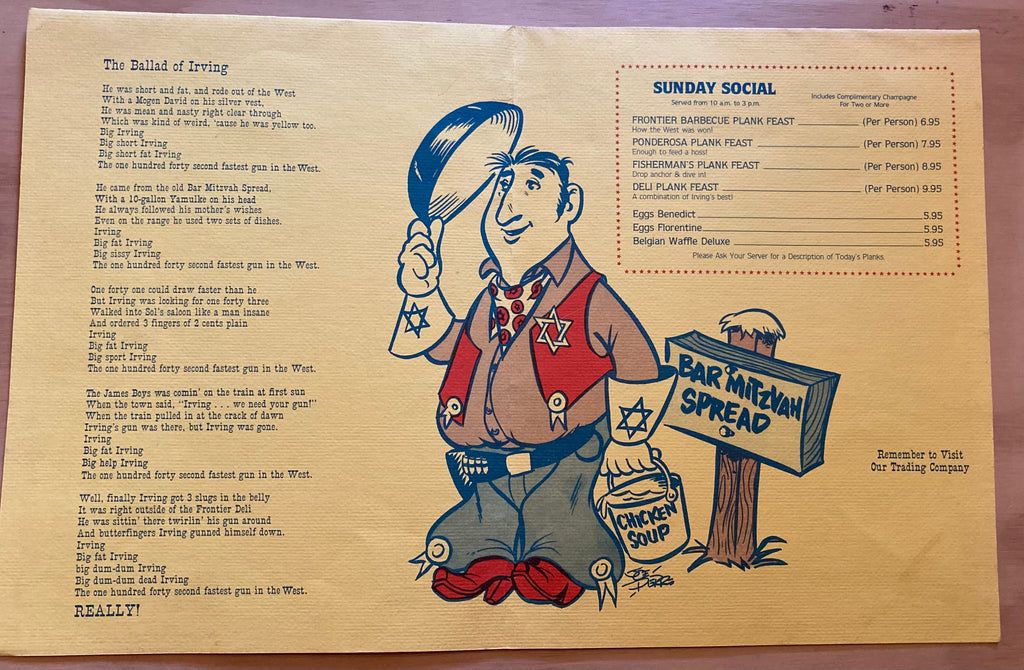 The Ballad of Irving
He was short and fat, and rode out of the West
With a Mogen David on his silver vest,
He was mean and nasty right clear through
Which was kind of weird, 'cause he was yellow too.
Big Irving
Big short Irving
Big short fat Irving
The one hundred forty second fastest gun in the West.
He came from the old Bar Mitzvah Spread,
With a 10-gallon Yamulke on his head
He always followed his mother's wishes
Even on the range he used two sets of dishes.
Irving
Big fat Irving
Big sissy Irving
The one hundred forty second fastest gun in the West.
One forty one could draw faster than he
But Irving was looking for one forty three
Walked into Sol's saloon like a man insane
And ordered 3 fingers of 2 cents plain
Irving
Big fat Irving
Big sport Irving
The one hundred forty second fastest gun in the West.
The James Boys was comin' on the train at first sun
When the town said, "Irving . . . we need your gun!"
When the train pulled in at the crack of dawn
Irving's gun was there, but Irving was gone.
Irving
Big fat Irving
Big help Irving
The one hundred forty second fastest gun in the West.
Well, finally Irving got 3 slugs in the belly
It was right outside of the Frontier Deli
He was sittin' there twirlin' his gun around
And butterfingers Irving gunned himself down.
Irving
Big fat Irving
big dum-dum Irving
Big dum-dum dead Irving
The one hundred forty second fastest gun in the West.
REALLY!
SUNDAY SOCIAL
Served from 10 a.m. to 3 p.m.
Includes Complimentary Champagne
For Two or More
FRONTIER BARBECUE PLANK FEAST (Per Person) 6.95
How the West was won!
PONDEROSA PLANK FEAST (Per Person) 7.95
Enough to feed a hoss!
FISHERMAN'S PLANK FEAST (Per Person) 8.95
Drop anchor & dive in!
DELI PLANK FEAST (Per Person) 9.95
A combination of Irving's best!
Eggs Benedict 5.95
Eggs Florentine 5.95
Belgian Waffle Deluxe 5.95
Please Ask Your Server for a Description of Today's Planks.
BAR MITZVAH
SPREAD
CHICKEN
SOUP
Remember to Visit
Our Trading Company